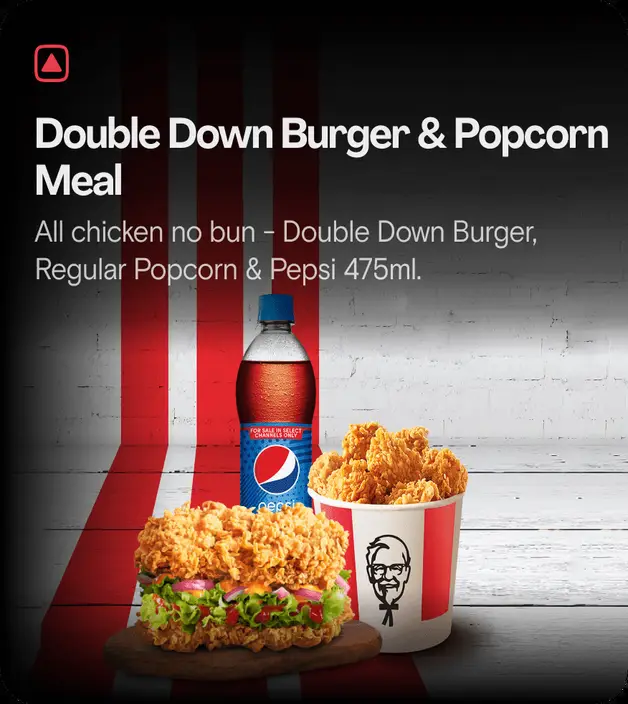 Double Down Burger & Popcorn
Meal
All chicken no bun - Double Down Burger,
Regular Popcorn & Pepsi 475ml.
FOR SALE IN SELECT
CHANNELS ONLY
pepsi